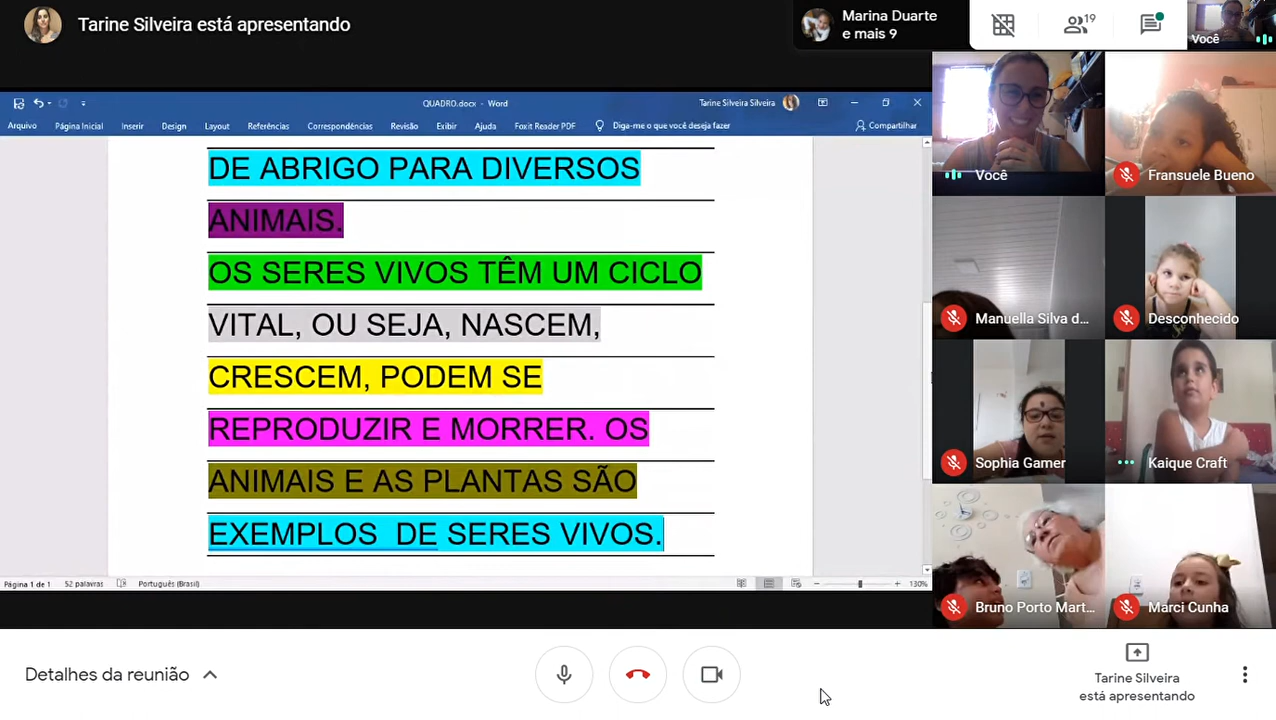 Tarine Silveira está apresentando
Marina Duarte
e mais 9
19
Você
QUADRO.docx - Word
Tarine Silveira Silveira
Arquivo
Página Inicial
Inserir
Design
Layout
Referências
Correspondências
Revisão
Exibir
Ajuda
Foxit Reader PDF
Diga-me o que você deseja fazer
Compartilhar
DE ABRIGO PARA DIVERSOS
ANIMAIS.
OS SERES VIVOS TÊM UM CICLO
VITAL, OU SEJA, NASCEM,
CRESCEM, PODEM SE
REPRODUZIR E MORRER. OS
ANIMAIS E AS PLANTAS SÃO
EXEMPLOS  DE SERES VIVOS.
Página 1 de 1
52 palavras
Português (Brasil)
130%
Você
Fransuele Bueno
Manuella Silva d...
Desconhecido
Sophia Gamer
Kaique Craft
Bruno Porto Mart...
Marci Cunha
Detalhes da reunião
Tarine Silveira
está apresentando